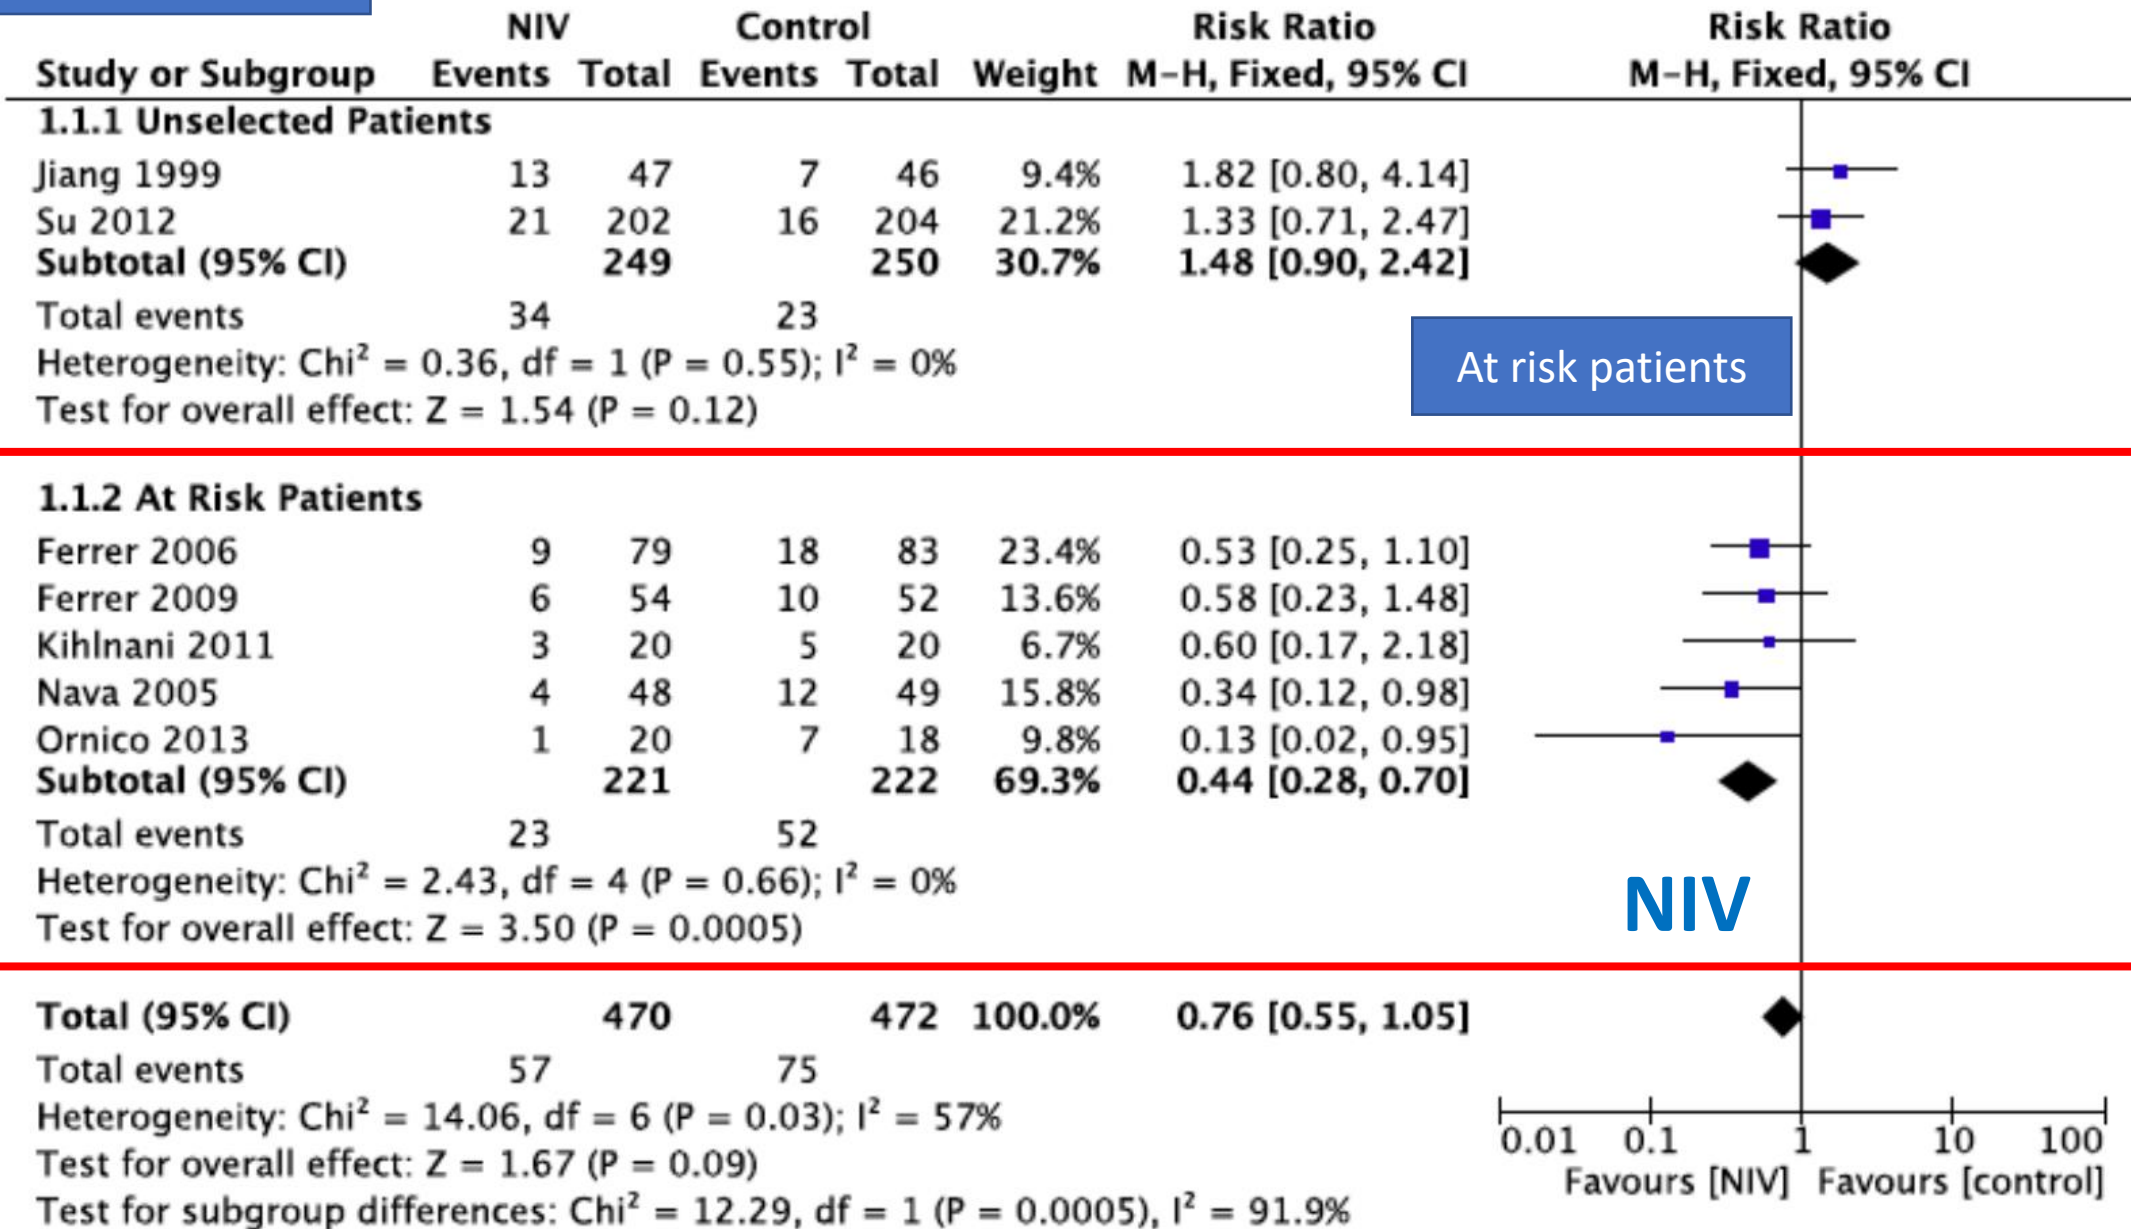 NIV Control Risk Ratio Risk Ratio
Study or Subgroup Events Total Events Total Weight M-H, Fixed, 95% CI M-H, Fixed, 95% CI
1.1.1 Unselected Patients
Jiang 1999 13 47 7 46 9.4% 1.82 [0.80, 4.14]
Su 2012 21 202 16 204 21.2% 1.33 [0.71, 2.47]
Subtotal (95% CI) 249 250 30.7% 1.48 [0.90, 2.42]
Total events 34 23
Heterogeneity: Chi² = 0.36, df = 1 (P = 0.55); I² = 0%
At risk patients
Test for overall effect: Z = 1.54 (P = 0.12)
1.1.2 At Risk Patients
Ferrer 2006 9 79 18 83 23.4% 0.53 [0.25, 1.10]
Ferrer 2009 6 54 10 52 13.6% 0.58 [0.23, 1.48]
Kihlnani 2011 3 20 5 20 6.7% 0.60 [0.17, 2.18]
Nava 2005 4 48 12 49 15.8% 0.34 [0.12, 0.98]
Ornico 2013 1 20 7 18 9.8% 0.13 [0.02, 0.95]
Subtotal (95% CI) 221 222 69.3% 0.44 [0.28, 0.70]
Total events 23 52
Heterogeneity: Chi² = 2.43, df = 4 (P = 0.66); I² = 0%
NIV
Test for overall effect: Z = 3.50 (P = 0.0005)
Total (95% CI) 470 472 100.0% 0.76 [0.55, 1.05]
Total events 57 75
Heterogeneity: Chi² = 14.06, df = 6 (P = 0.03); I² = 57%
Test for overall effect: Z = 1.67 (P = 0.09)
Test for subgroup differences: Chi² = 12.29, df = 1 (P = 0.0005), I² = 91.9%
0.01 0.1 1 10 100
Favours [NIV] Favours [control]